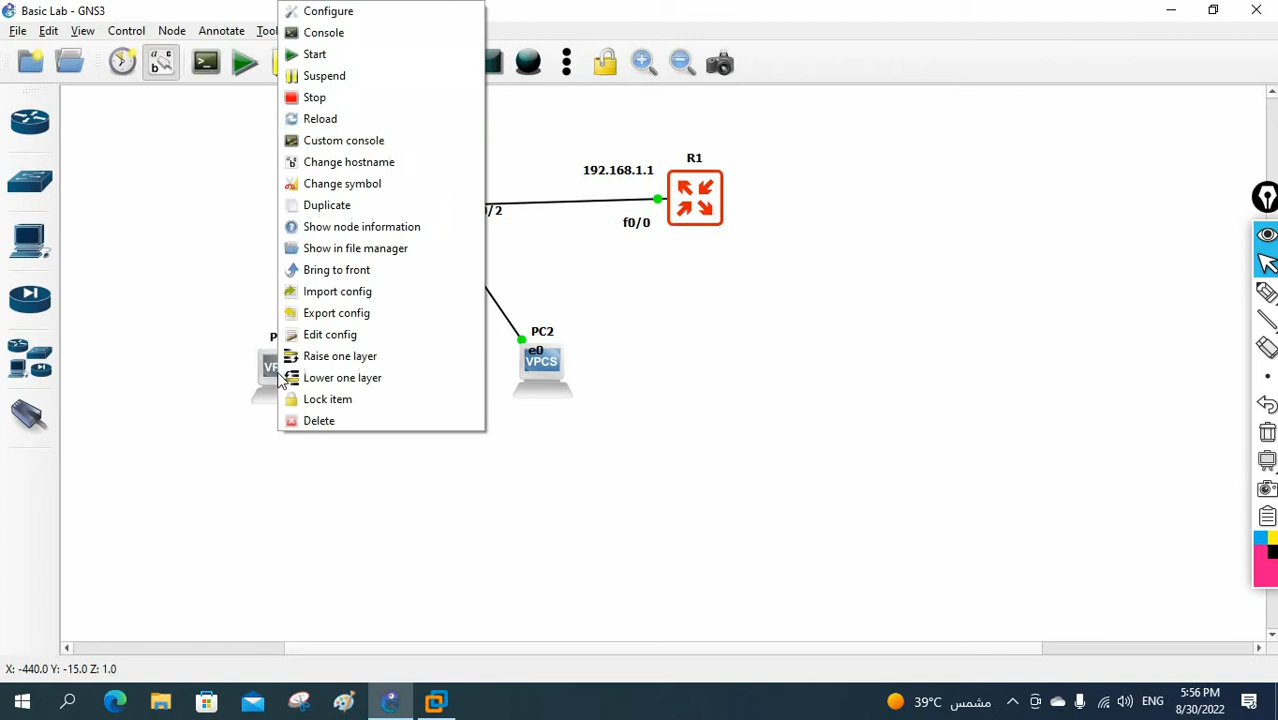 Basic Lab - GNS3
File Edit View Control Node Annotate
Configure
Console
Start
Suspend
Stop
Reload
Custom console
Change hostname
Change symbol
Duplicate
Show node information
Show in file manager
Bring to front
Import config
Export config
Edit config
Raise one layer
Lower one layer
Lock item
Delete
R1
192.168.1.1
/2
f0/0
PC2
e0
VPCS
X: -440.0 Y: -15.0 Z: 1.0
39°C مشمس
ENG
5:56 PM
8/30/2022